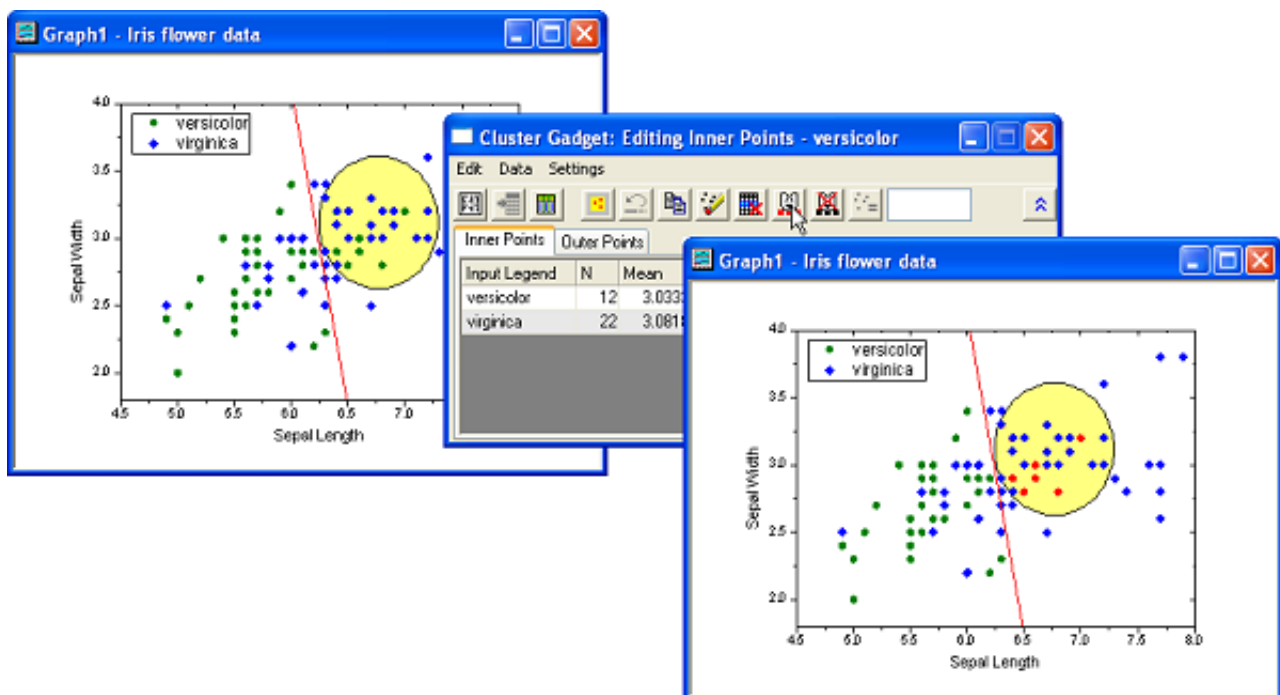 Graph1 - Iris flower data
4.0
3.5
3.0
2.5
2.0
versicolor
virginica
Sepal Width
4.5 5.0 5.5 6.0 6.5 7.0
Sepal Length
Cluster Gadget: Editing Inner Points - versicolor
Edit Data Settings
Inner Points Outer Points
Input Legend N Mean
versicolor 12
virginica 22
Graph1 - Iris flower data
4.0
3.5
3.0
2.5
2.0
versicolor
virginica
Sepal Width
4.5 5.0 5.5 6.0 6.5 7.0 7.5 8.0
Sepal Length